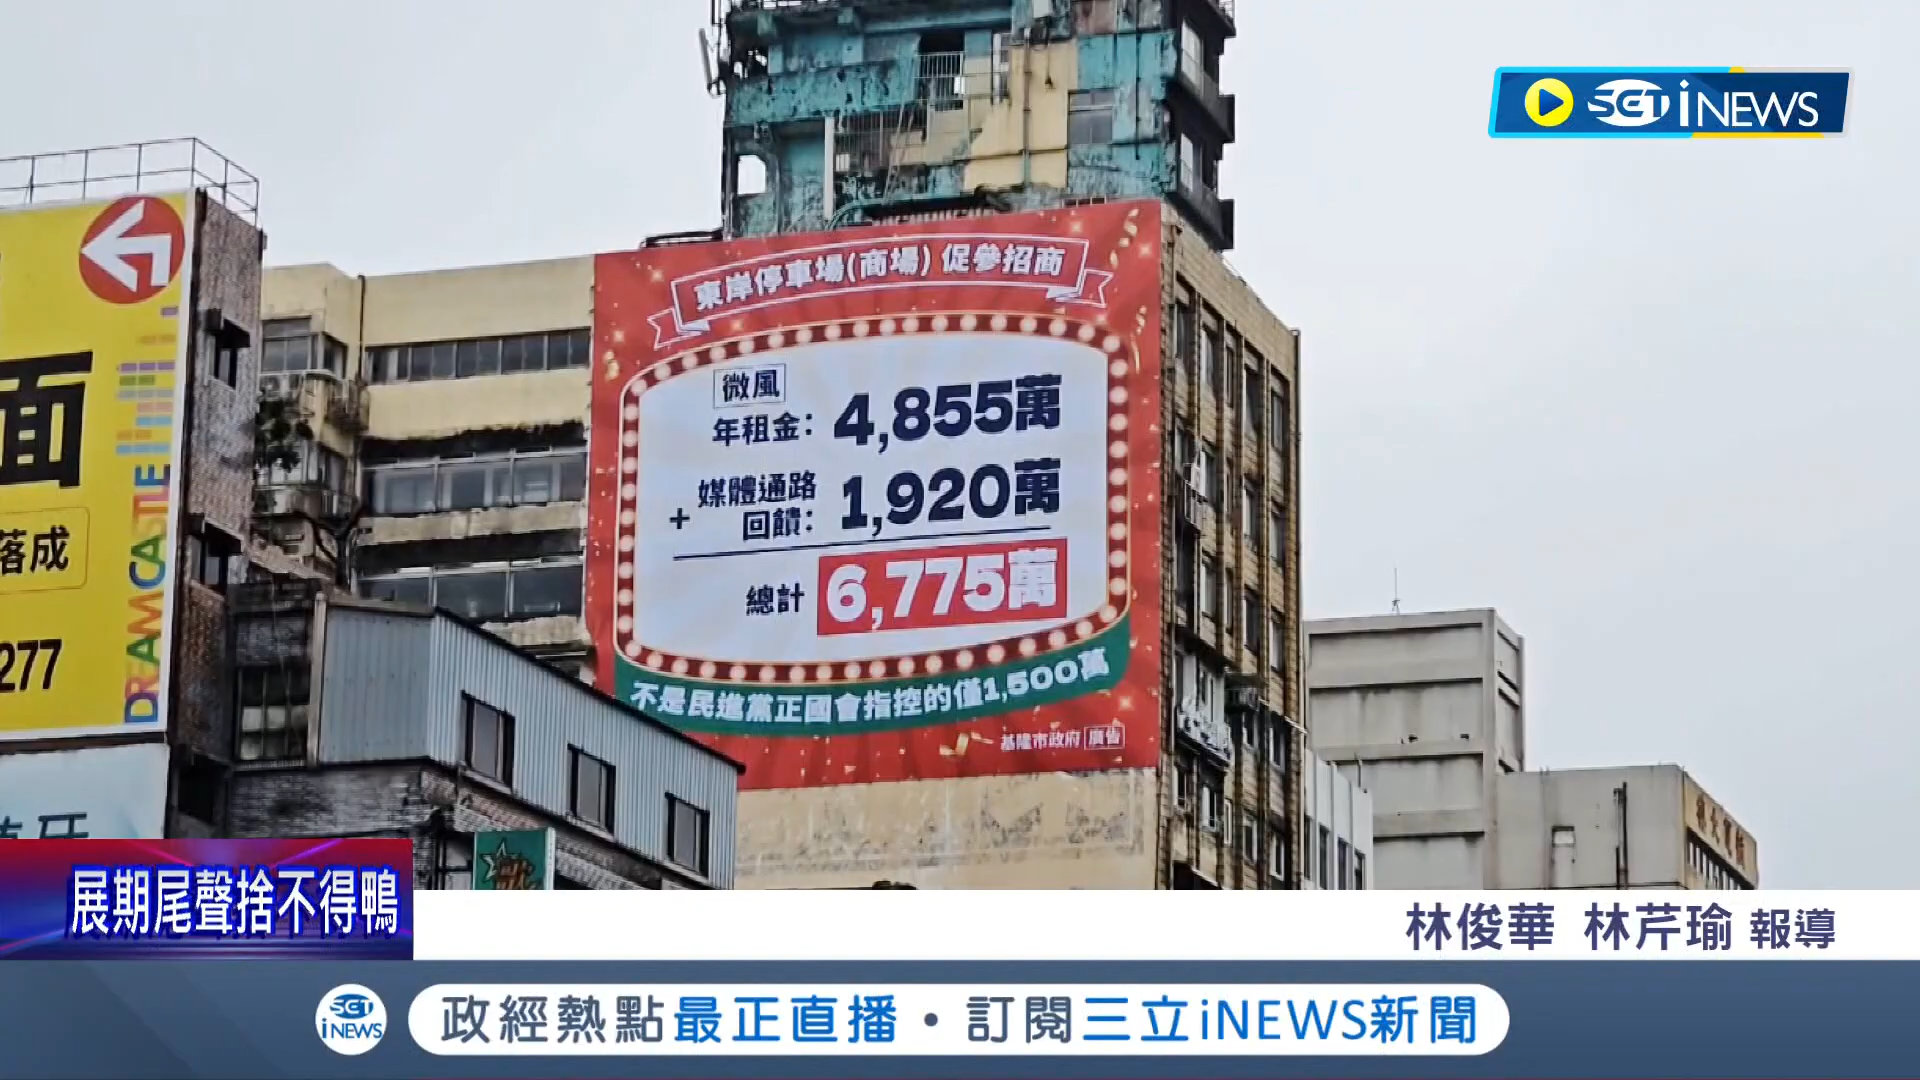 SET iNEWS
東岸停車場(商場) 促參招商
微風
年租金: 4,855萬
+ 媒體通路
回饋: 1,920萬
總計 6,775萬
不是民進黨正國會指控的僅1,500萬
基隆市政府 廣告
面
落成
277
DREAMCASTLE
展期尾聲捨不得鴨
林俊華 林芹瑜 報導
SET iNEWS
政經熱點最正直播・訂閱三立iNEWS新聞